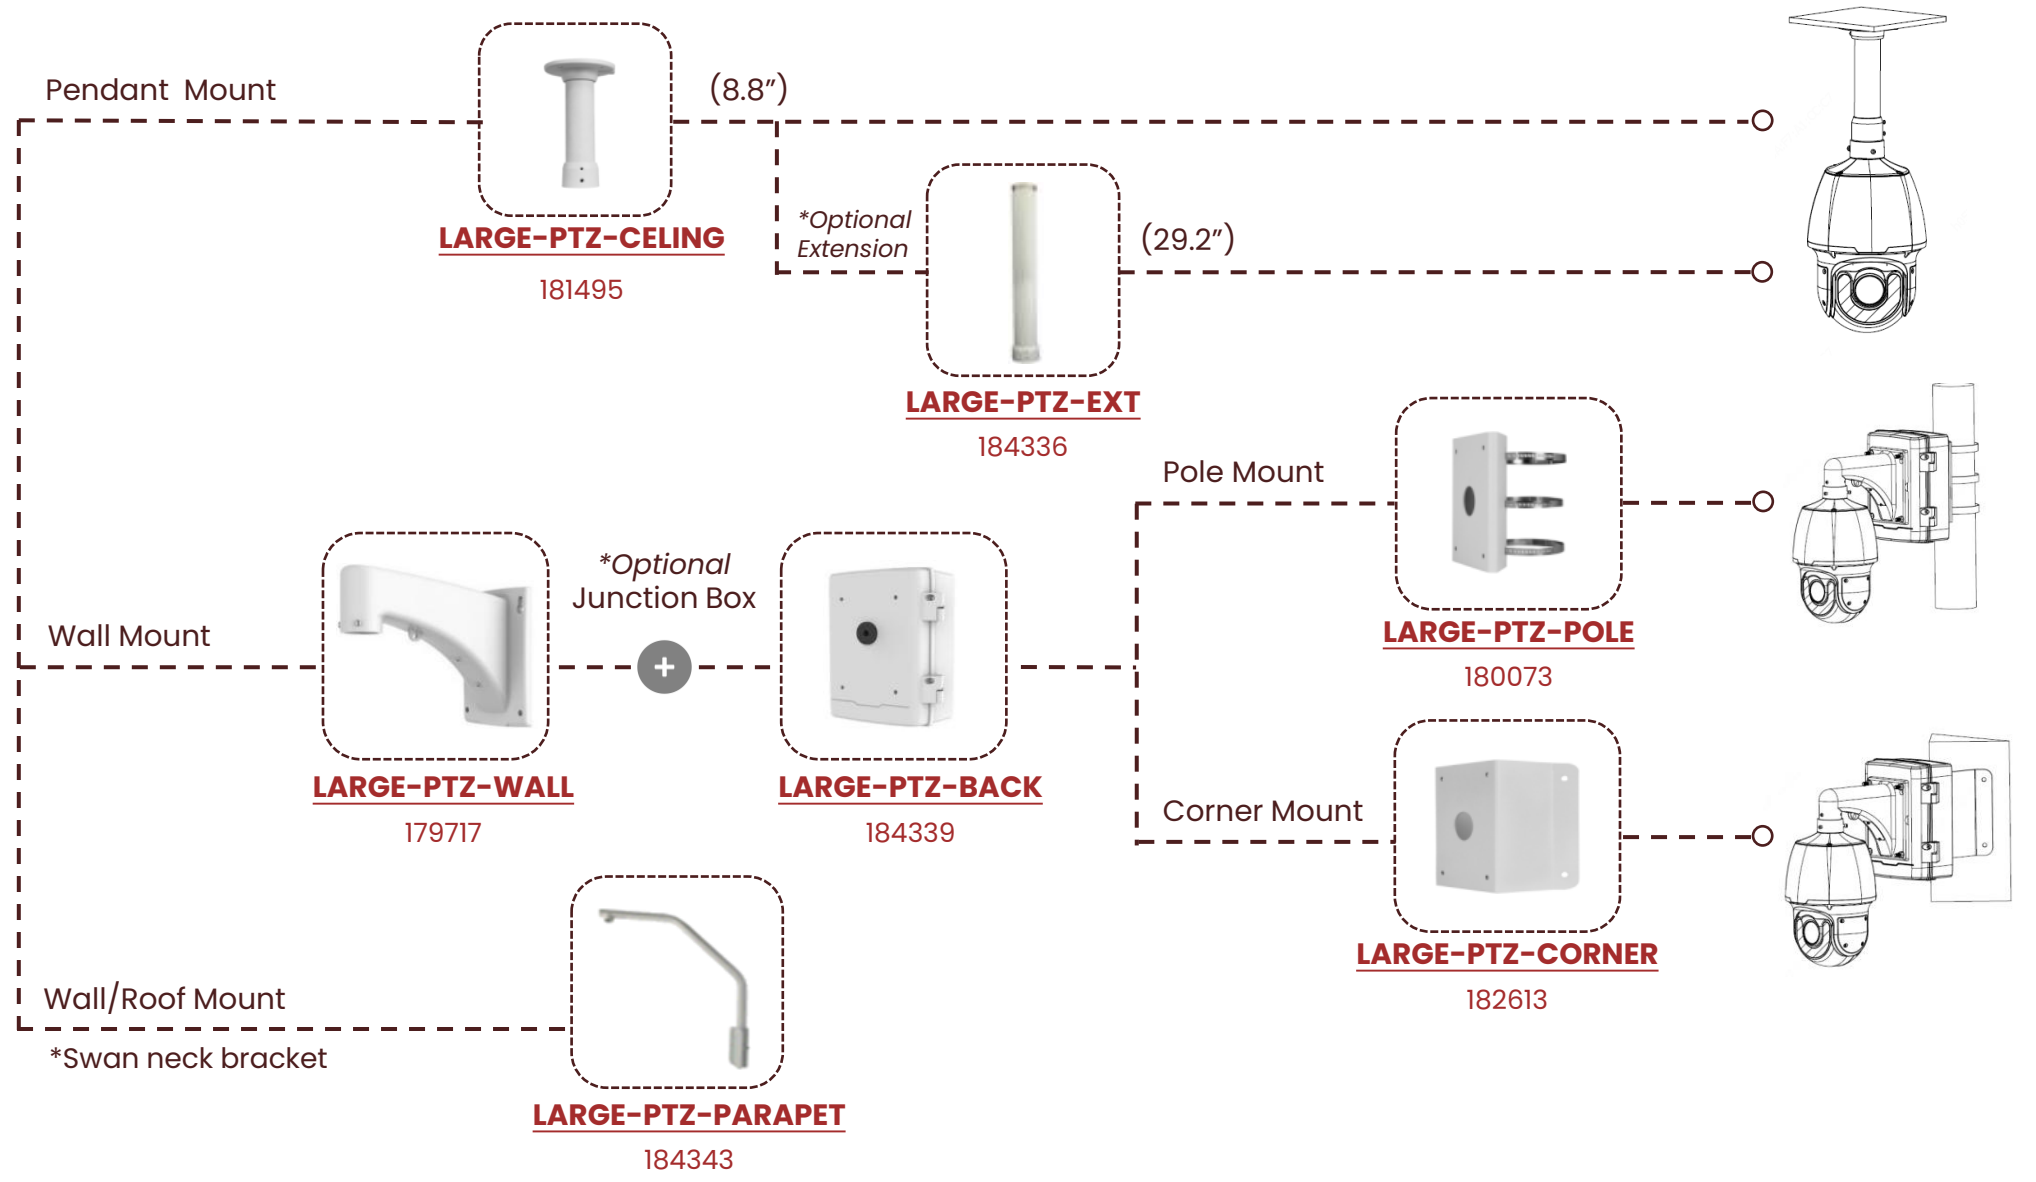 Pendant Mount
(8.8”)
LARGE-PTZ-CELING
181495
*Optional
Extension
(29.2”)
LARGE-PTZ-EXT
184336
Pole Mount
LARGE-PTZ-POLE
180073
Wall Mount
*Optional
Junction Box
LARGE-PTZ-WALL
179717
LARGE-PTZ-BACK
184339
Corner Mount
LARGE-PTZ-CORNER
182613
Wall/Roof Mount
*Swan neck bracket
LARGE-PTZ-PARAPET
184343